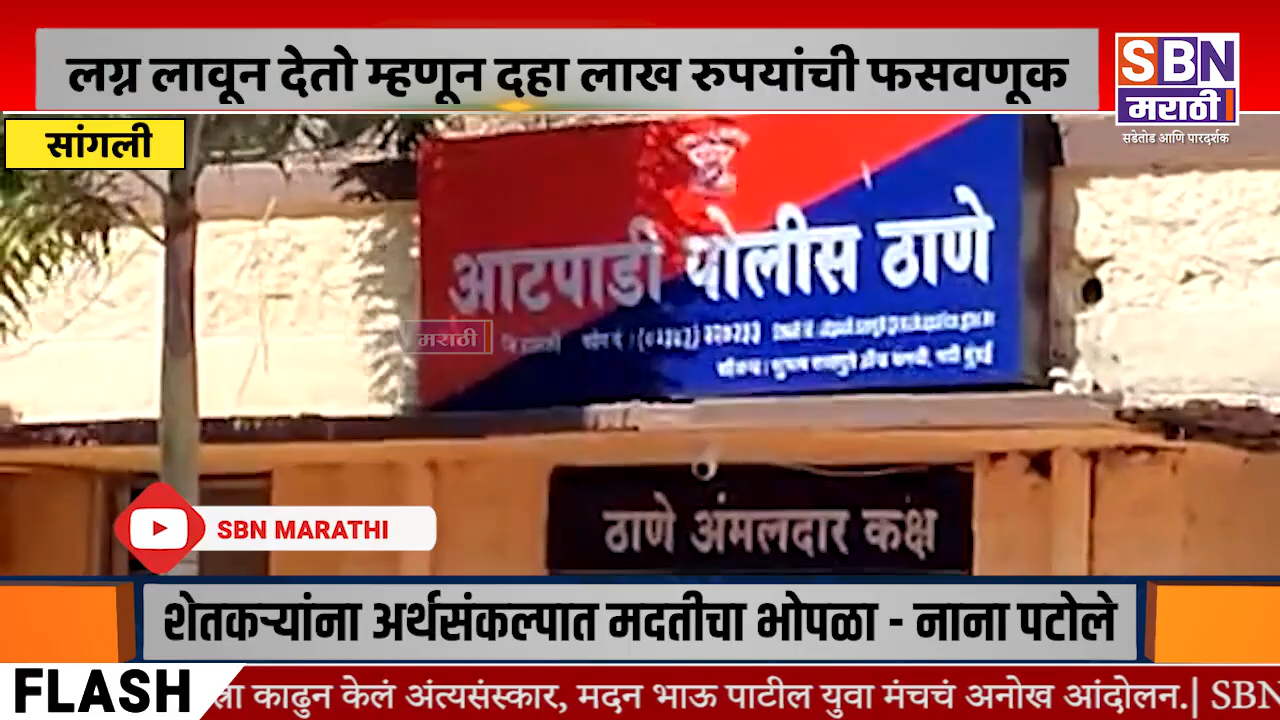 लग्न लावून देतो म्हणून दहा लाख रुपयांची फसवणूक
SBN
मराठी
सडेतोड आणि पारदर्शक
सांगली
आटपाडी पोलीस ठाणे
मराठी
ठाणे अंमलदार कक्ष
SBN MARATHI
शेतकऱ्यांना अर्थसंकल्पात मदतीचा भोपळा - नाना पटोले
FLASH
ला काढुन केलं अंत्यसंस्कार, मदन भाऊ पाटील युवा मंचचं अनोख आंदोलन.| SBN